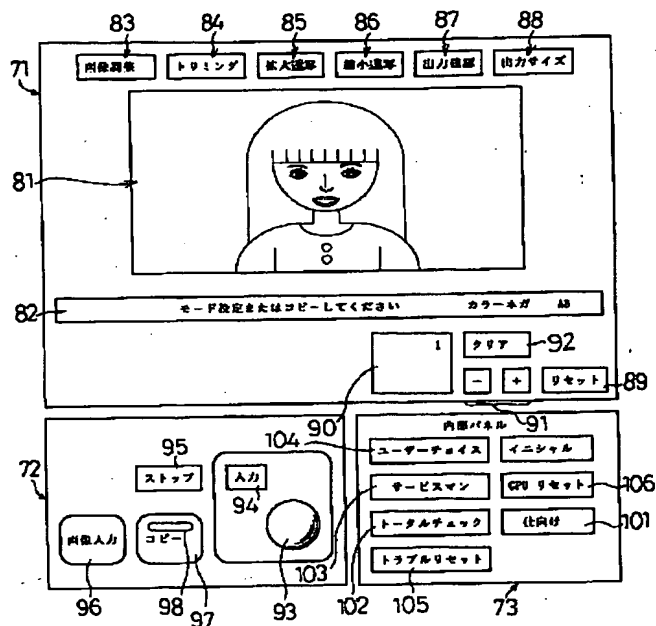 83 84 85 86 87 88
71
画像調整 トリミング 拡大連写 縮小連写 出力確認 出力サイズ
81
82 モード設定またはコピーしてください カラーネガ A3
1 クリア 92
- + リセット 89
90 91
内部パネル
104 ユーザーチョイス イニシャル
72 95
ストップ 入力 94
サービスマン CPU リセット 106
103
画像入力 コピー トータルチェック 仕向け 101
トラブルリセット
96 98 97 93 102 105 73